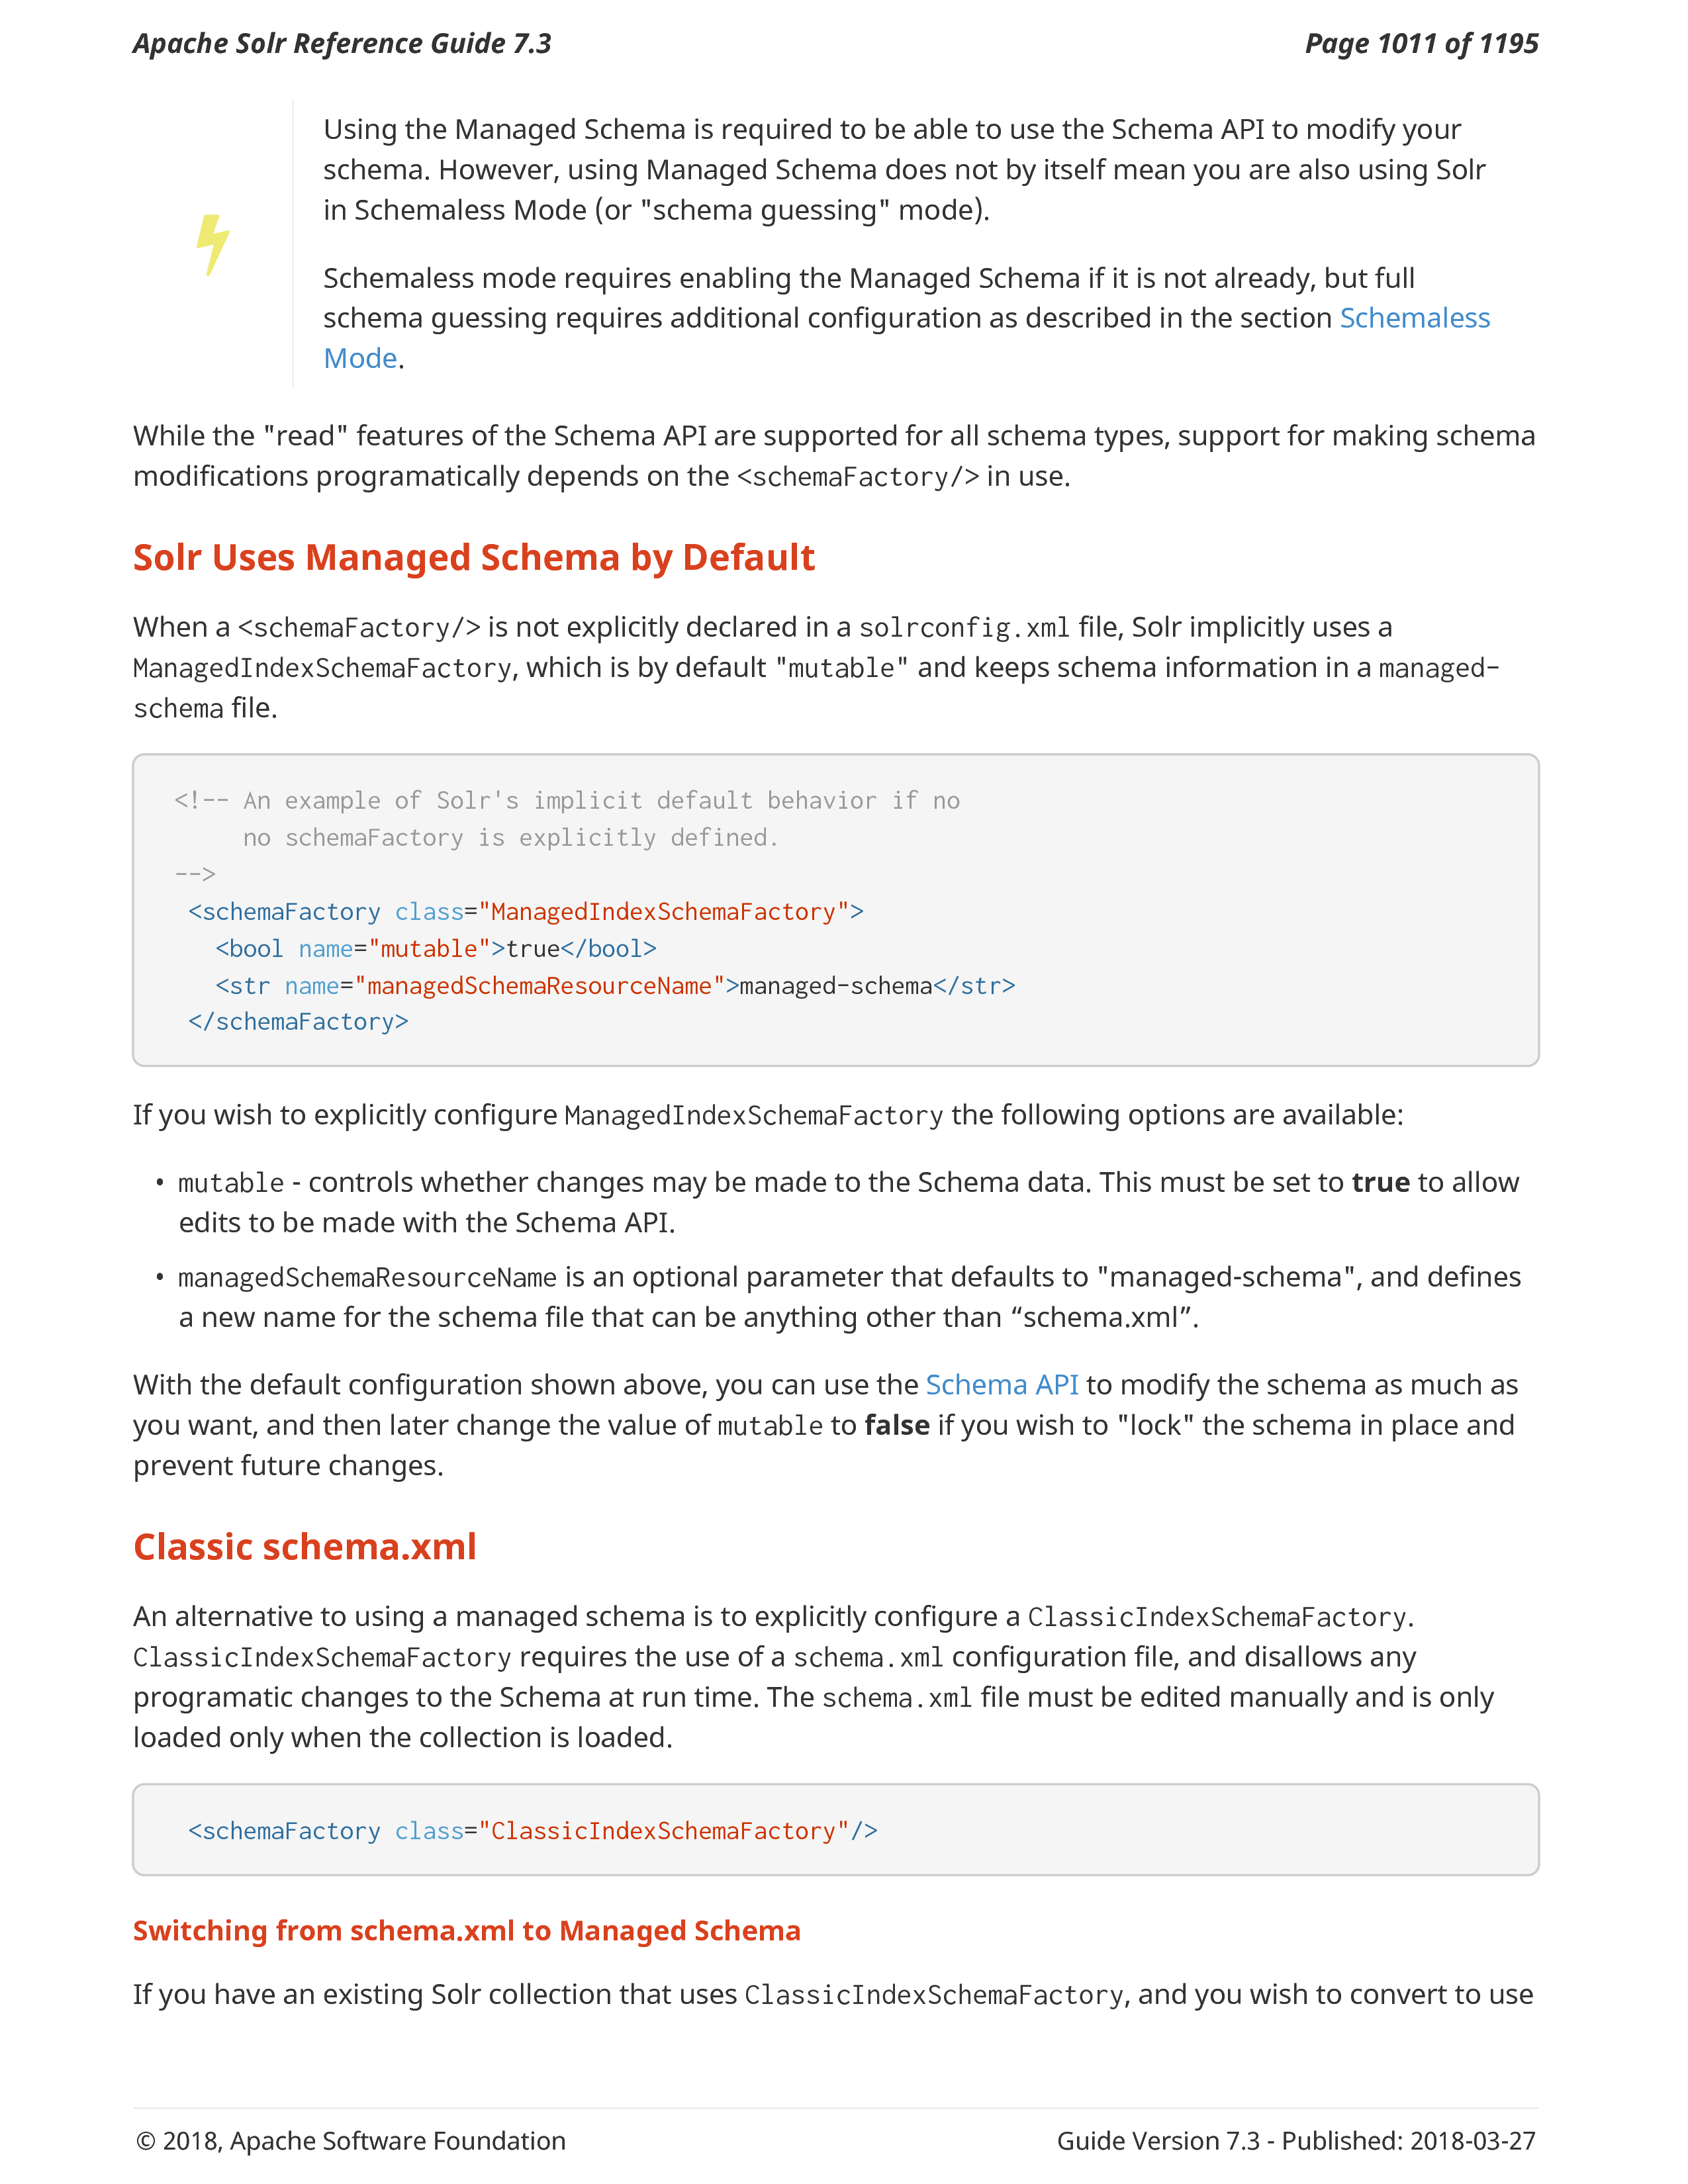 Apache Solr Reference Guide 7.3 Page 1011 of 1195
Using the Managed Schema is required to be able to use the Schema API to modify your
schema. However, using Managed Schema does not by itself mean you are also using Solr
in Schemaless Mode (or "schema guessing" mode).
Schemaless mode requires enabling the Managed Schema if it is not already, but full
schema guessing requires additional configuration as described in the section Schemaless
Mode.
While the "read" features of the Schema API are supported for all schema types, support for making schema
modifications programatically depends on the <schemaFactory/> in use.
Solr Uses Managed Schema by Default
When a <schemaFactory/> is not explicitly declared in a solrconfig.xml file, Solr implicitly uses a
ManagedIndexSchemaFactory, which is by default "mutable" and keeps schema information in a managed-
schema file.
<!-- An example of Solr's implicit default behavior if no
no schemaFactory is explicitly defined.
-->
<schemaFactory class="ManagedIndexSchemaFactory">
<bool name="mutable">true</bool>
<str name="managedSchemaResourceName">managed-schema</str>
</schemaFactory>
If you wish to explicitly configure ManagedIndexSchemaFactory the following options are available:
• mutable - controls whether changes may be made to the Schema data. This must be set to true to allow
edits to be made with the Schema API.
• managedSchemaResourceName is an optional parameter that defaults to "managed-schema", and defines
a new name for the schema file that can be anything other than “schema.xml”.
With the default configuration shown above, you can use the Schema API to modify the schema as much as
you want, and then later change the value of mutable to false if you wish to "lock" the schema in place and
prevent future changes.
Classic schema.xml
An alternative to using a managed schema is to explicitly configure a ClassicIndexSchemaFactory.
ClassicIndexSchemaFactory requires the use of a schema.xml configuration file, and disallows any
programatic changes to the Schema at run time. The schema.xml file must be edited manually and is only
loaded only when the collection is loaded.
<schemaFactory class="ClassicIndexSchemaFactory"/>
Switching from schema.xml to Managed Schema
If you have an existing Solr collection that uses ClassicIndexSchemaFactory, and you wish to convert to use
© 2018, Apache Software Foundation Guide Version 7.3 - Published: 2018-03-27